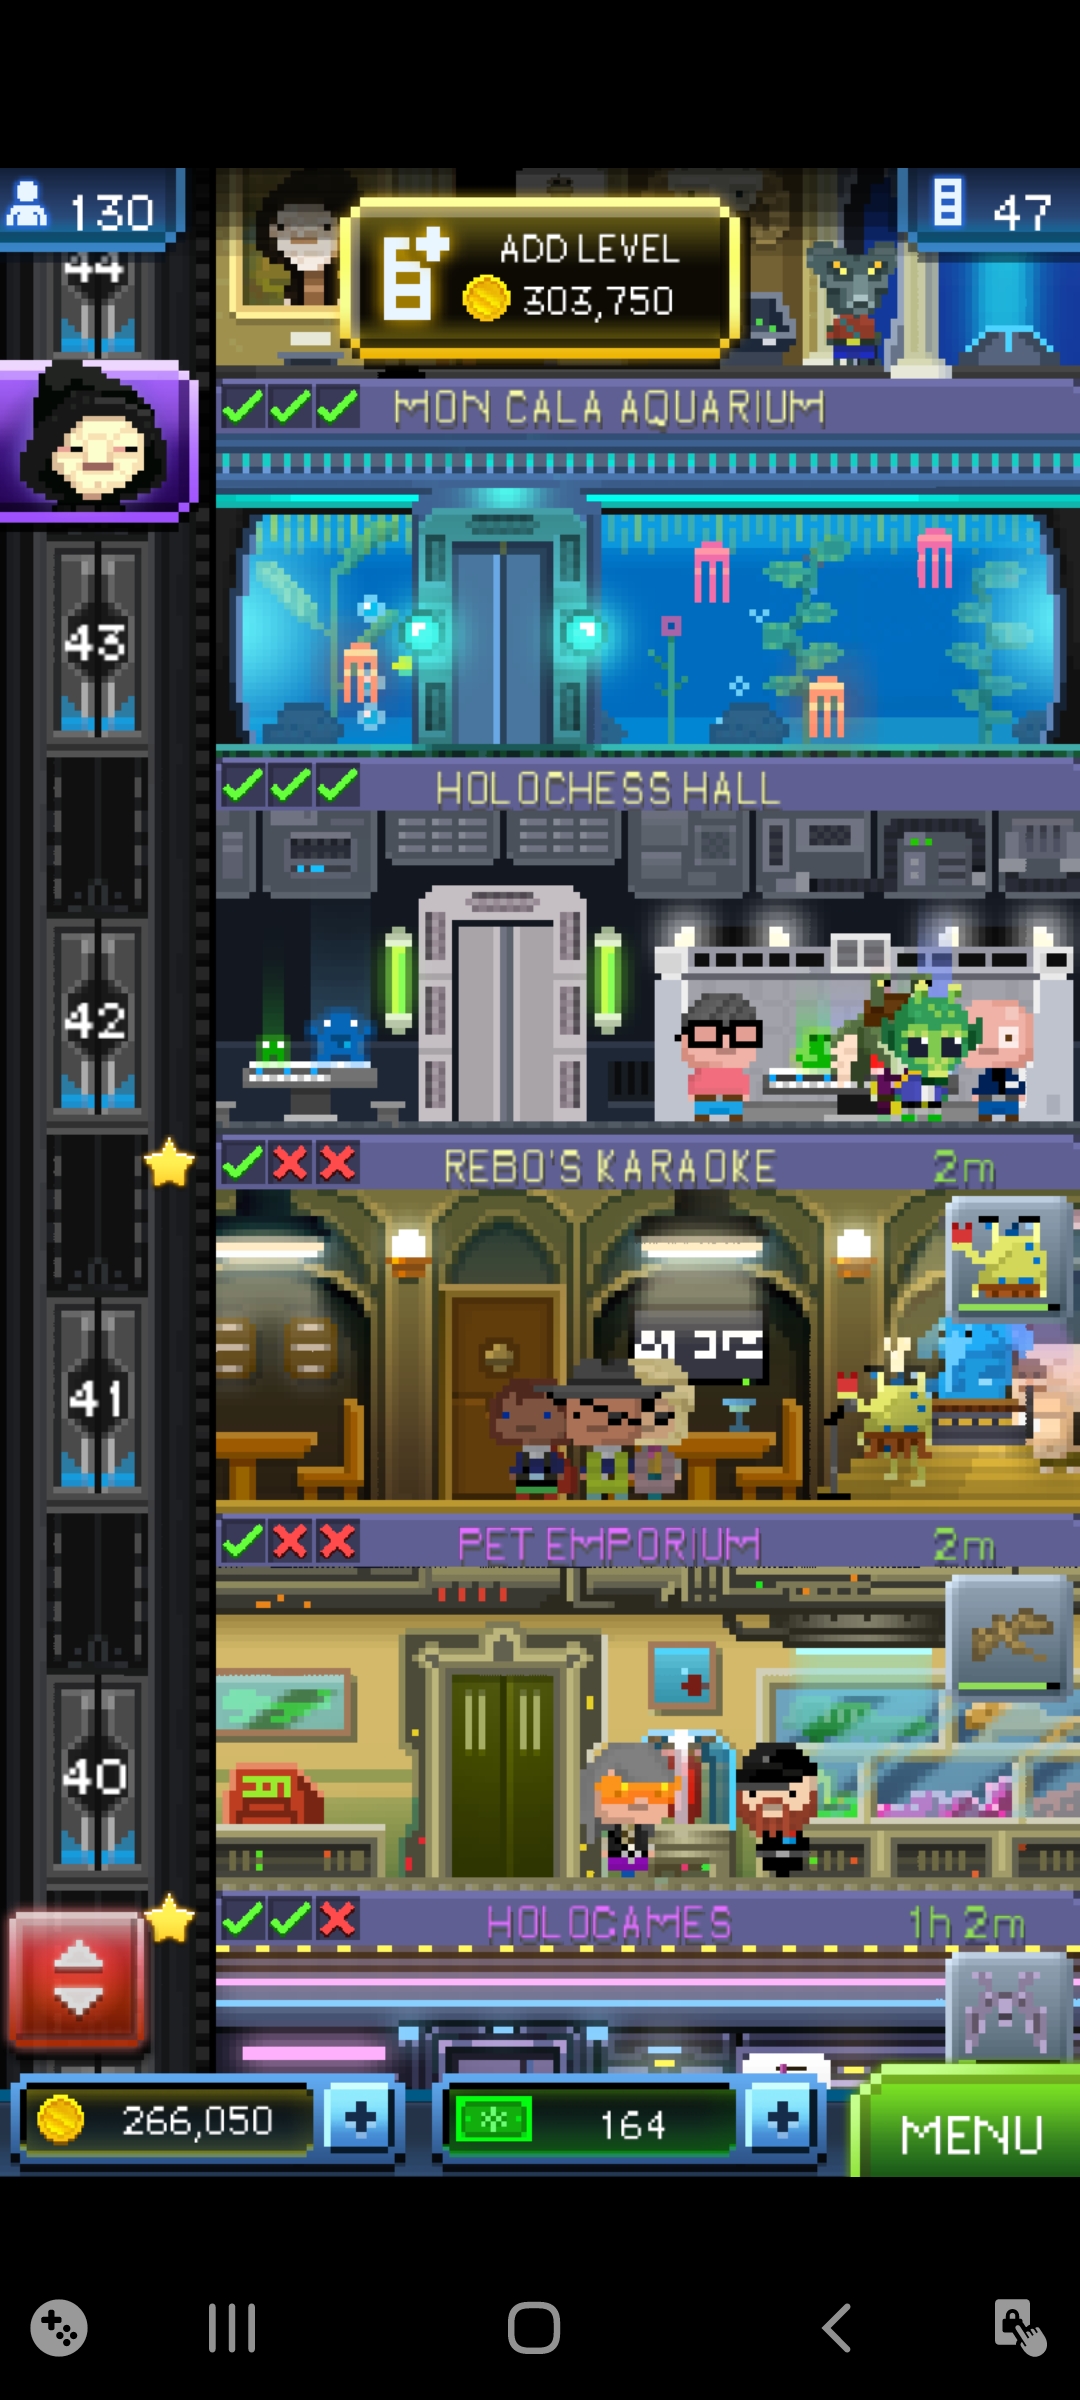 130
47
ADD LEVEL
303,750
44
MON CALA AQUARIUM
43
HOLOCHESS HALL
42
REBO'S KARAOKE 2m
41
PET EMPORIUM 2m
40
HOLOGAMES 1h 2m
266,050
164
MENU